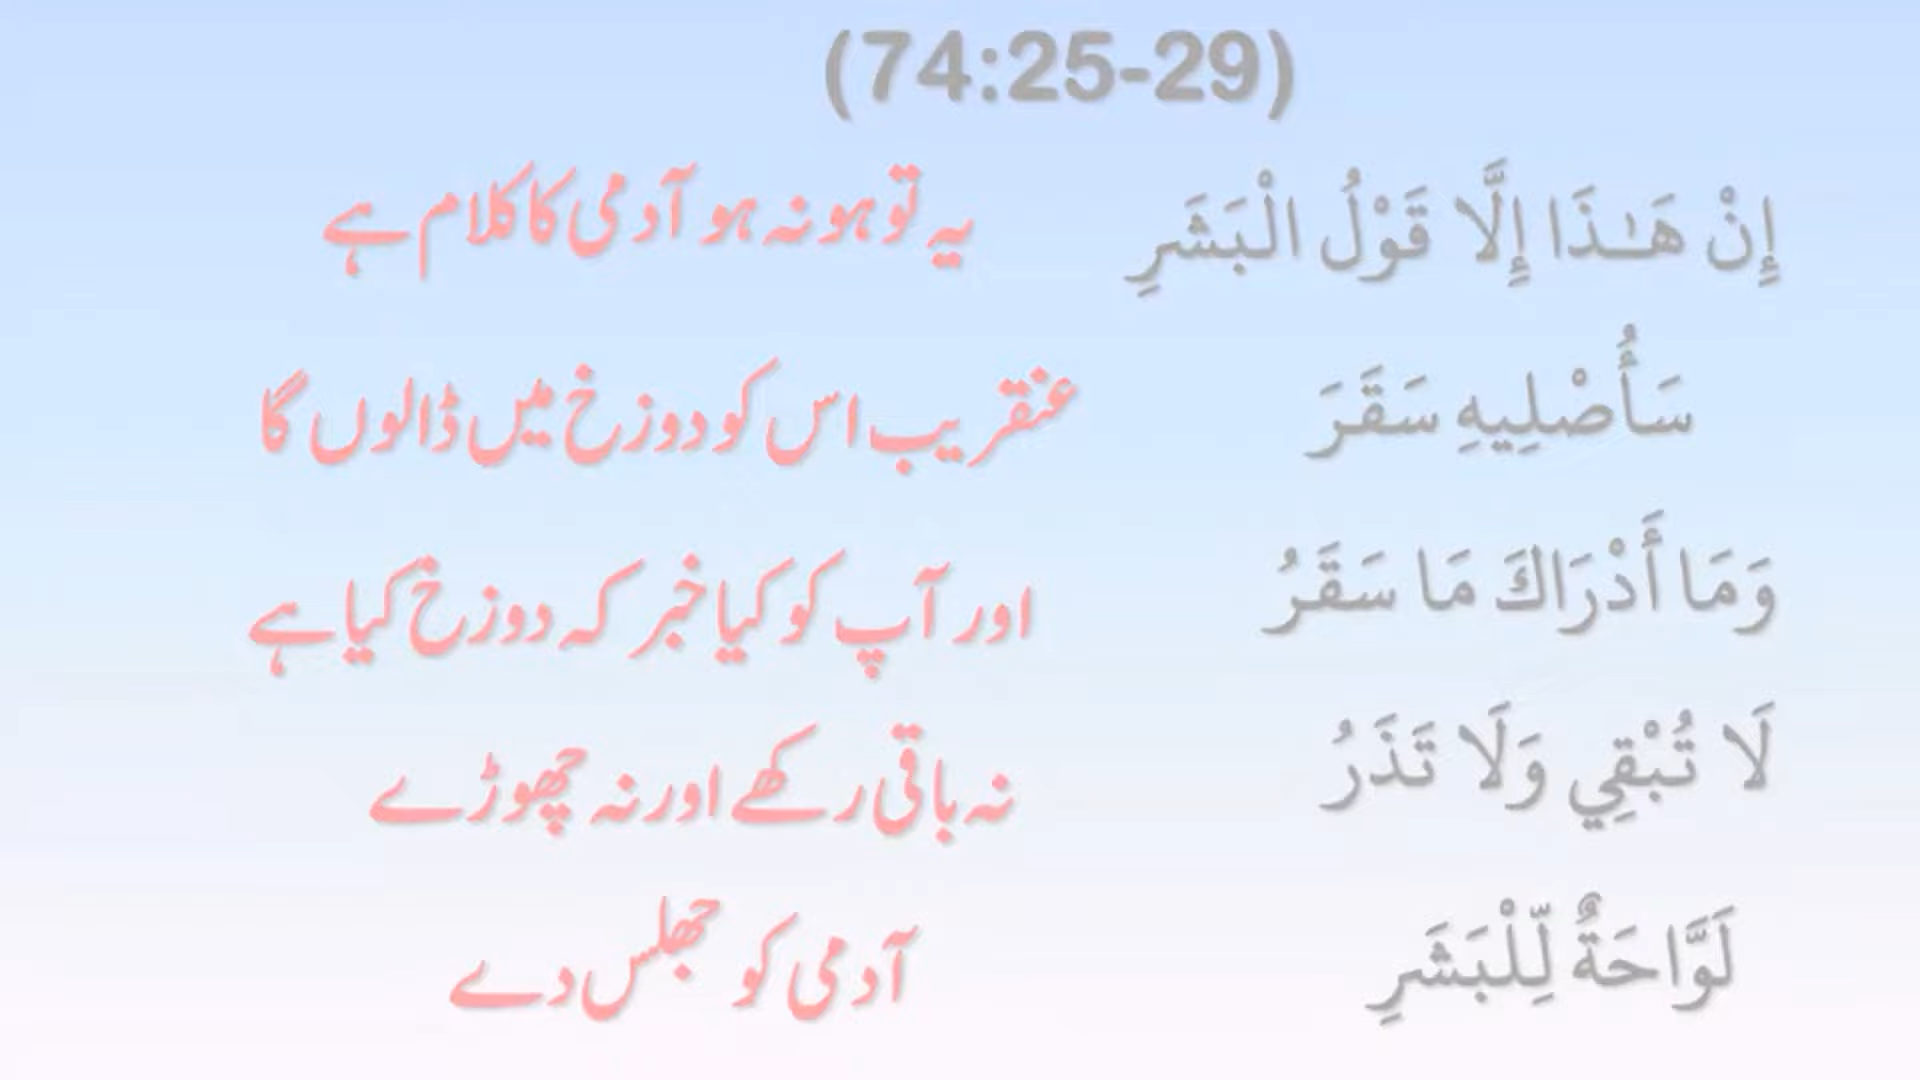 (74:25-29)
إِنْ هَٰذَا إِلَّا قَوْلُ الْبَشَرِ
یہ تو ہو نہ ہو آدمی کا کلام ہے
سَأُصْلِيهِ سَقَرَ
عنقریب اس کو دوزخ میں ڈالوں گا
وَمَا أَدْرَاكَ مَا سَقَرُ
اور آپ کو کیا خبر کہ دوزخ کیا ہے
لَا تُبْقِي وَلَا تَذَرُ
نہ باقی رکھے اور نہ چھوڑے
لَوَّاحَةٌ لِّلْبَشَرِ
آدمی کو جھلس دے